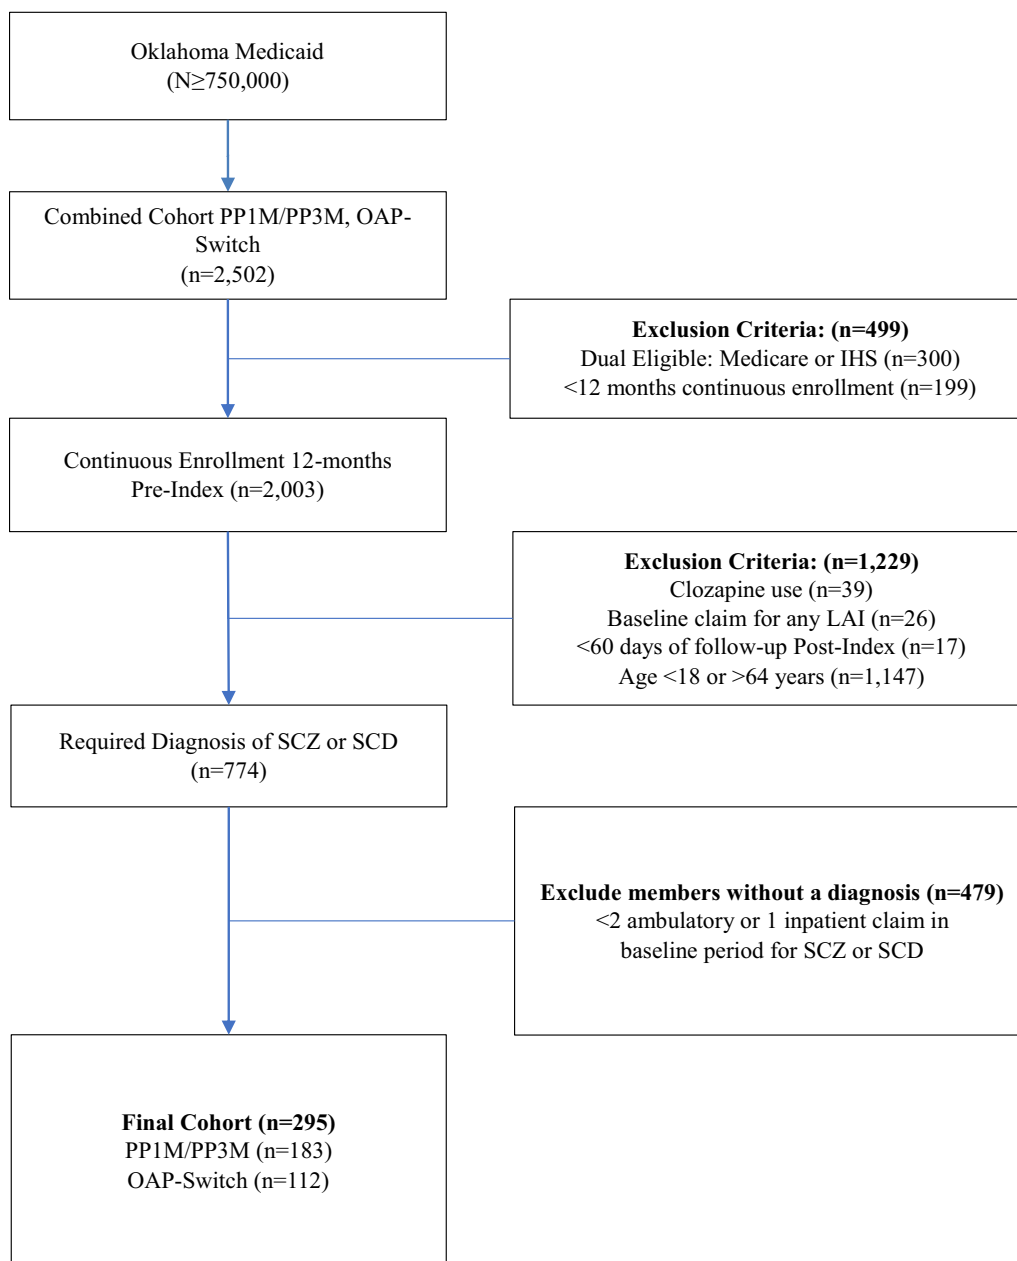 Oklahoma Medicaid
(N≥750,000)
Combined Cohort PP1M/PP3M, OAP-
Switch
(n=2,502)
Exclusion Criteria: (n=499)
Dual Eligible: Medicare or IHS (n=300)
<12 months continuous enrollment (n=199)
Continuous Enrollment 12-months
Pre-Index (n=2,003)
Exclusion Criteria: (n=1,229)
Clozapine use (n=39)
Baseline claim for any LAI (n=26)
<60 days of follow-up Post-Index (n=17)
Age <18 or >64 years (n=1,147)
Required Diagnosis of SCZ or SCD
(n=774)
Exclude members without a diagnosis (n=479)
<2 ambulatory or 1 inpatient claim in
baseline period for SCZ or SCD
Final Cohort (n=295)
PP1M/PP3M (n=183)
OAP-Switch (n=112)